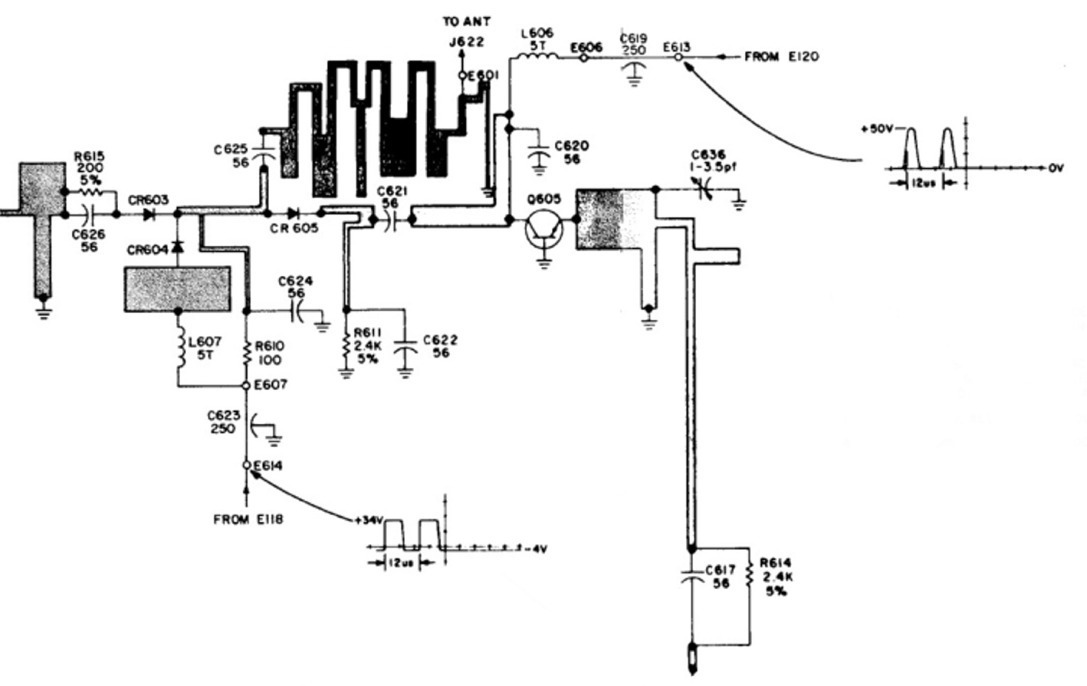 TO ANT
J622
E601
L606
5T
E606
C619
250
E613
FROM E120
+50V
0V
12us
C625
56
C620
56
C636
1-3.5pf
R615
200
5%
C626
56
CR603
C621
56
Q605
CR 605
CR604
C624
56
L607
5T
R610
100
R611
2.4K
5%
C622
56
E607
C623
250
E614
FROM E118
+34V
-4V
12us
C617
56
R614
2.4K
5%